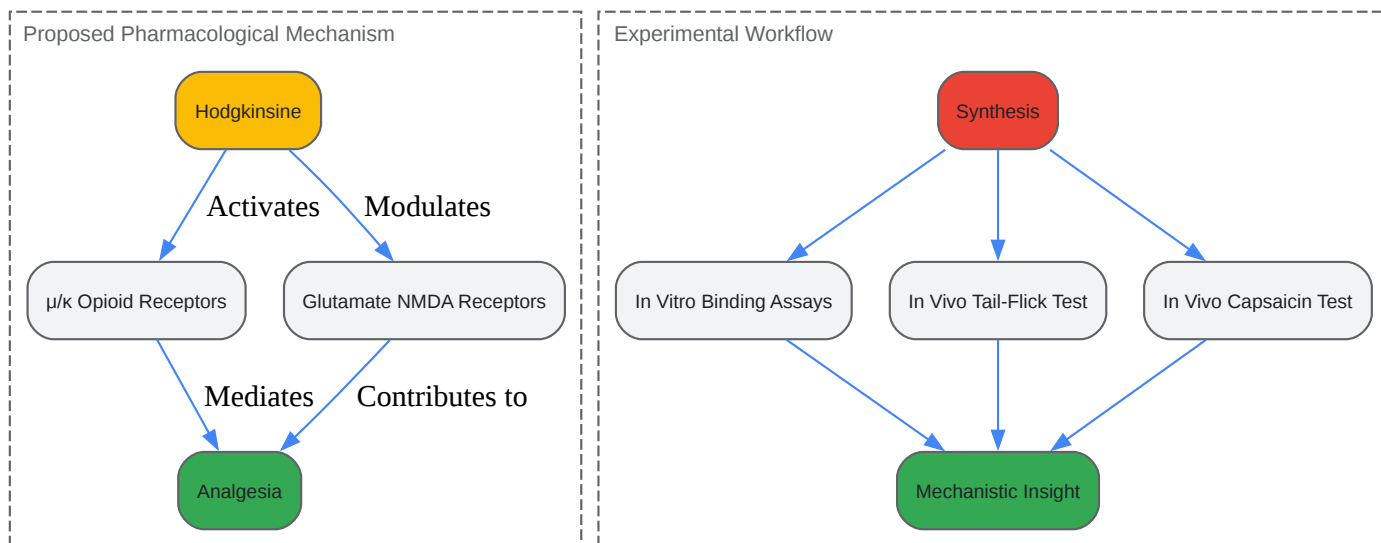 Proposed Pharmacological Mechanism
Hodgkinsine
Activates
Modulates
μ/κ Opioid Receptors
Glutamate NMDA Receptors
Mediates
Contributes to
Analgesia
Experimental Workflow
Synthesis
In Vitro Binding Assays
In Vivo Tail-Flick Test
In Vivo Capsaicin Test
Mechanistic Insight